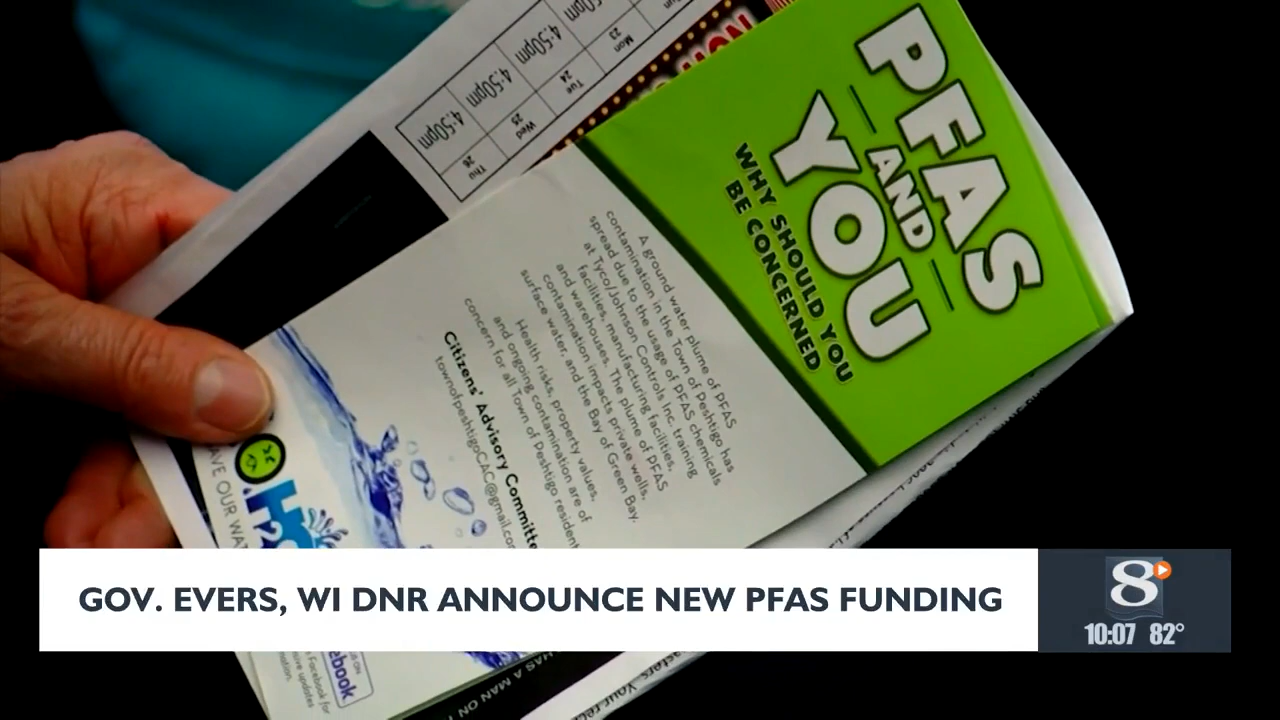 PFAS
AND
YOU
WHY SHOULD YOU
BE CONCERNED
A ground water plume of PFAS
contamination in the Town of Peshtigo has
spread due to the usage of PFAS chemicals
at Tyco/Johnson Controls Inc. training
facilities, manufacturing facilities,
and warehouses. The plume of PFAS
contamination impacts private wells,
surface water, and the Bay of Green Bay.
Health risks, property values,
and ongoing contamination are of
concern for all Town of Peshtigo resident
Citizens' Advisory Committe
townofpeshtigoCAC@gmail.co
Mon Tue Wed Thu
23 24 25 26
4:50pm 4:50pm 4:50pm
HAS A MAN ON
GOV. EVERS, WI DNR ANNOUNCE NEW PFAS FUNDING
8
10:07 82°